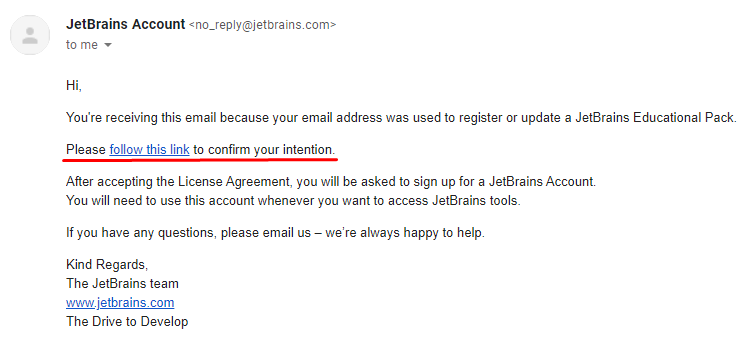 JetBrains Account <no_reply@jetbrains.com>
to me
Hi,
You're receiving this email because your email address was used to register or update a JetBrains Educational Pack.
Please follow this link to confirm your intention.
After accepting the License Agreement, you will be asked to sign up for a JetBrains Account.
You will need to use this account whenever you want to access JetBrains tools.
If you have any questions, please email us – we're always happy to help.
Kind Regards,
The JetBrains team
www.jetbrains.com
The Drive to Develop